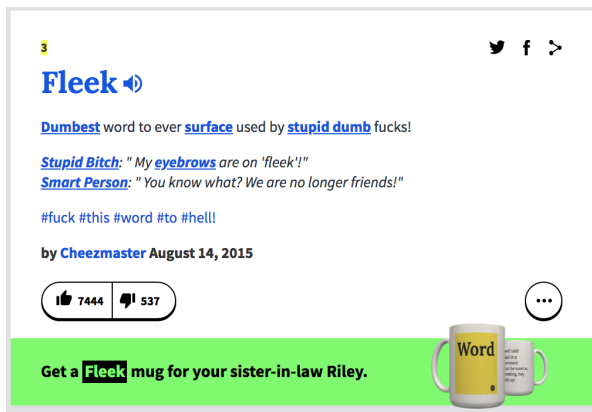 3
Fleek
Dumbest word to ever surface used by stupid dumb fucks!
Stupid Bitch: " My eyebrows are on 'fleek'!"
Smart Person: " You know what? We are no longer friends!"
#fuck #this #word #to #hell!
by Cheezmaster August 14, 2015
7444 537
Get a Fleek mug for your sister-in-law Riley.
Word